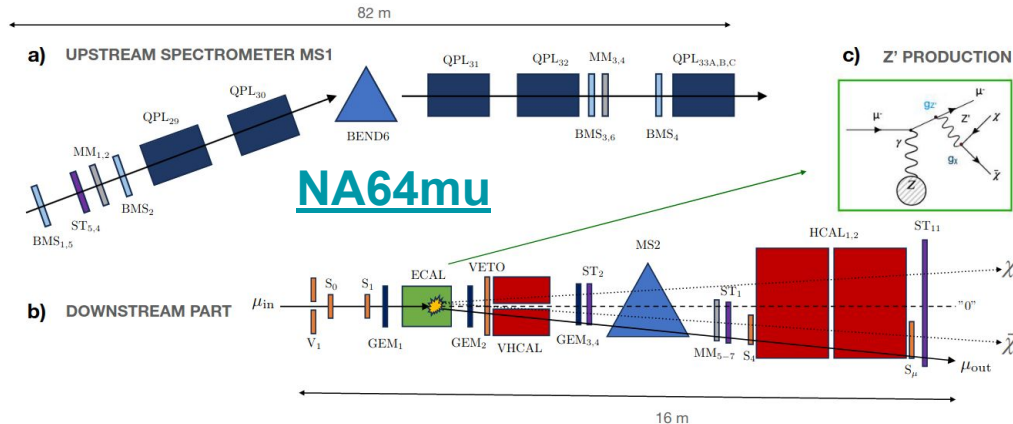 82 m
a) UPSTREAM SPECTROMETER MS1
c) Z' PRODUCTION
QPL31 QPL32 MM3,4 QPL33A,B,C
QPL30
QPL29
MM1,2
BEND6
BMS3,6 BMS4
BMS2
ST5,4
BMS1,5
NA64mu
μ- μ- gZ' Z' χ
γ
gχ χ̄
Z
b) DOWNSTREAM PART
μin
V1
S0
S1
GEM1
ECAL
GEM2
VETO
VHCAL
ST2
GEM3,4
MS2
ST1
MM5−7
S4
HCAL1,2
ST11
Sμ
χ
"0"
χ̄
μout
16 m